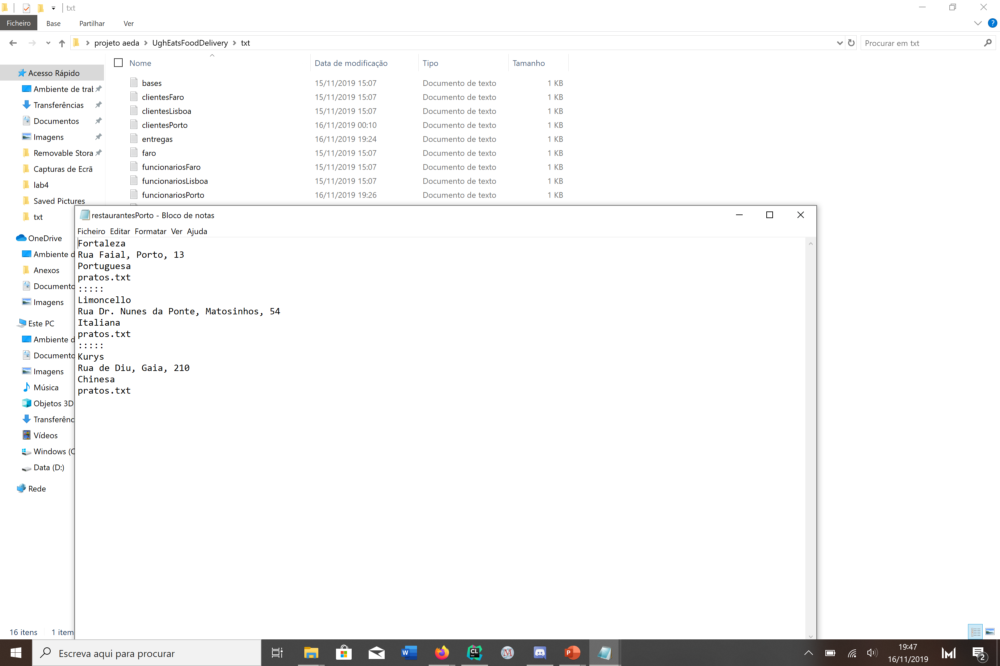 txt
Ficheiro Base Partilhar Ver
projeto aeda > UghEatsFoodDelivery > txt
Procurar em txt
Nome Data de modificação Tipo Tamanho
bases 15/11/2019 15:07 Documento de texto 1 KB
clientesFaro 15/11/2019 15:07 Documento de texto 1 KB
clientesLisboa 15/11/2019 15:07 Documento de texto 1 KB
clientesPorto 16/11/2019 00:10 Documento de texto 1 KB
entregas 16/11/2019 19:24 Documento de texto 1 KB
faro 15/11/2019 15:07 Documento de texto 1 KB
funcionariosFaro 15/11/2019 15:07 Documento de texto 1 KB
funcionariosLisboa 15/11/2019 15:07 Documento de texto 1 KB
funcionariosPorto 16/11/2019 19:26 Documento de texto 1 KB
Acesso Rápido
Ambiente de tral
Transferências
Documentos
Imagens
Removable Stora
Capturas de Ecrã
lab4
Saved Pictures
txt
OneDrive
Ambiente d
Anexos
Documento
Imagens
Este PC
Ambiente d
Documento
Imagens
Música
Objetos 3D
Transferênc
Vídeos
Windows (C
Data (D:)
Rede
16 itens 1 item
restaurantesPorto - Bloco de notas
Ficheiro Editar Formatar Ver Ajuda
Fortaleza
Rua Faial, Porto, 13
Portuguesa
pratos.txt
:::::
Limoncello
Rua Dr. Nunes da Ponte, Matosinhos, 54
Italiana
pratos.txt
:::::
Kurys
Rua de Diu, Gaia, 210
Chinesa
pratos.txt
Escreva aqui para procurar
19:47
16/11/2019
2